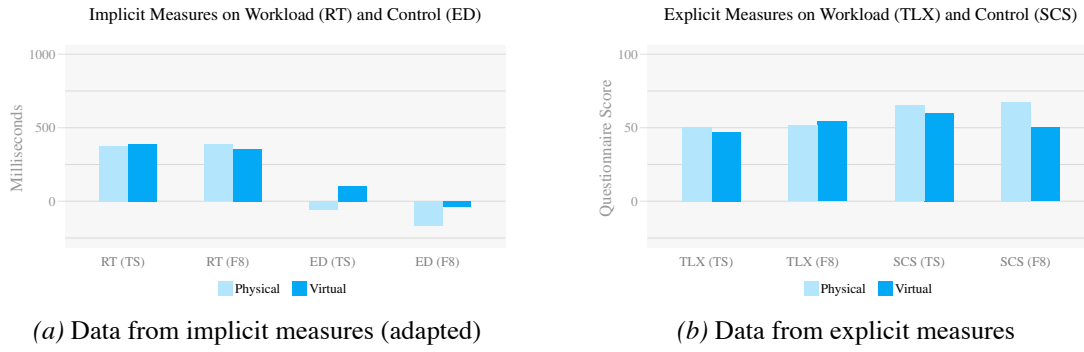 Implicit Measures on Workload (RT) and Control (ED)
1000
500
0
Milliseconds
RT (TS)
RT (F8)
ED (TS)
ED (F8)
Physical
Virtual
(a) Data from implicit measures (adapted)
Explicit Measures on Workload (TLX) and Control (SCS)
100
50
0
Questionnaire Score
TLX (TS)
TLX (F8)
SCS (TS)
SCS (F8)
Physical
Virtual
(b) Data from explicit measures